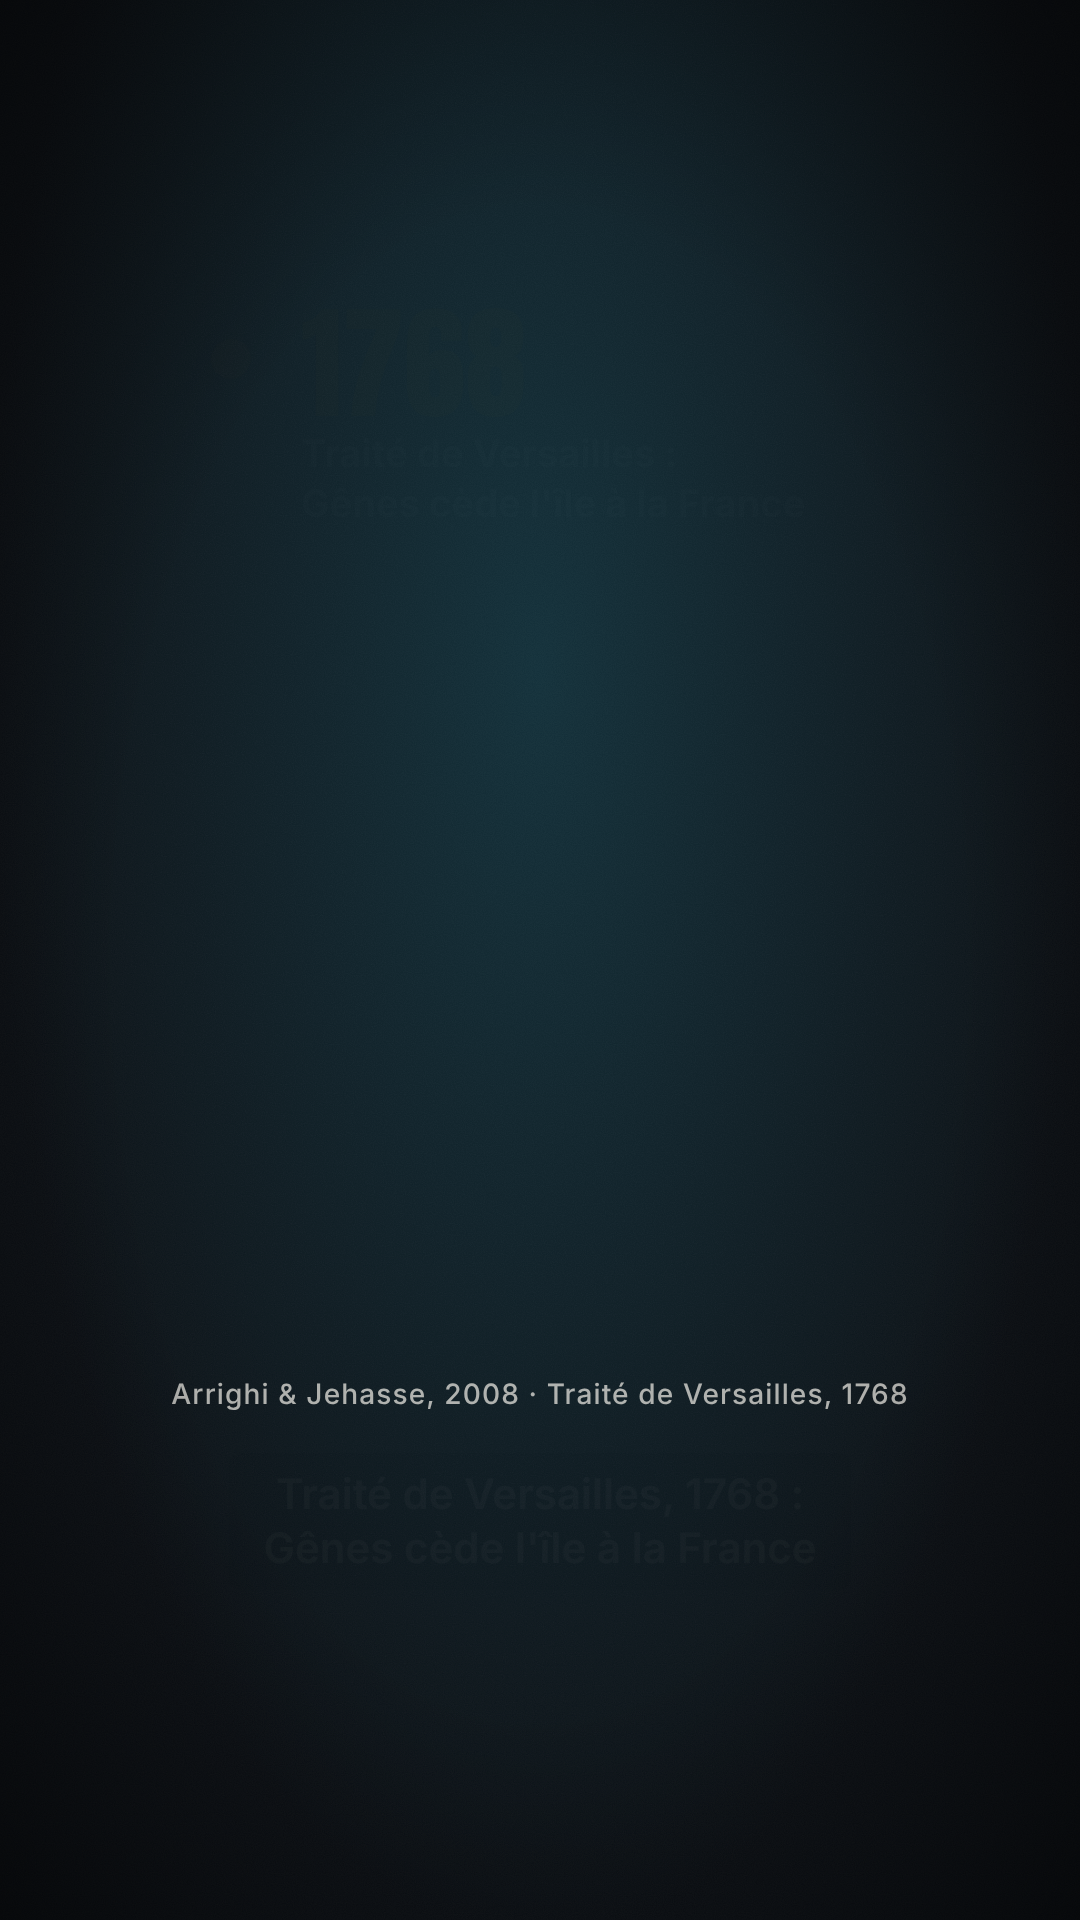 1768
Traité de Versailles :
Gênes cède l'île à la France
Arrighi & Jehasse, 2008 · Traité de Versailles, 1768
Traité de Versailles, 1768 :
Gênes cède l'île à la France